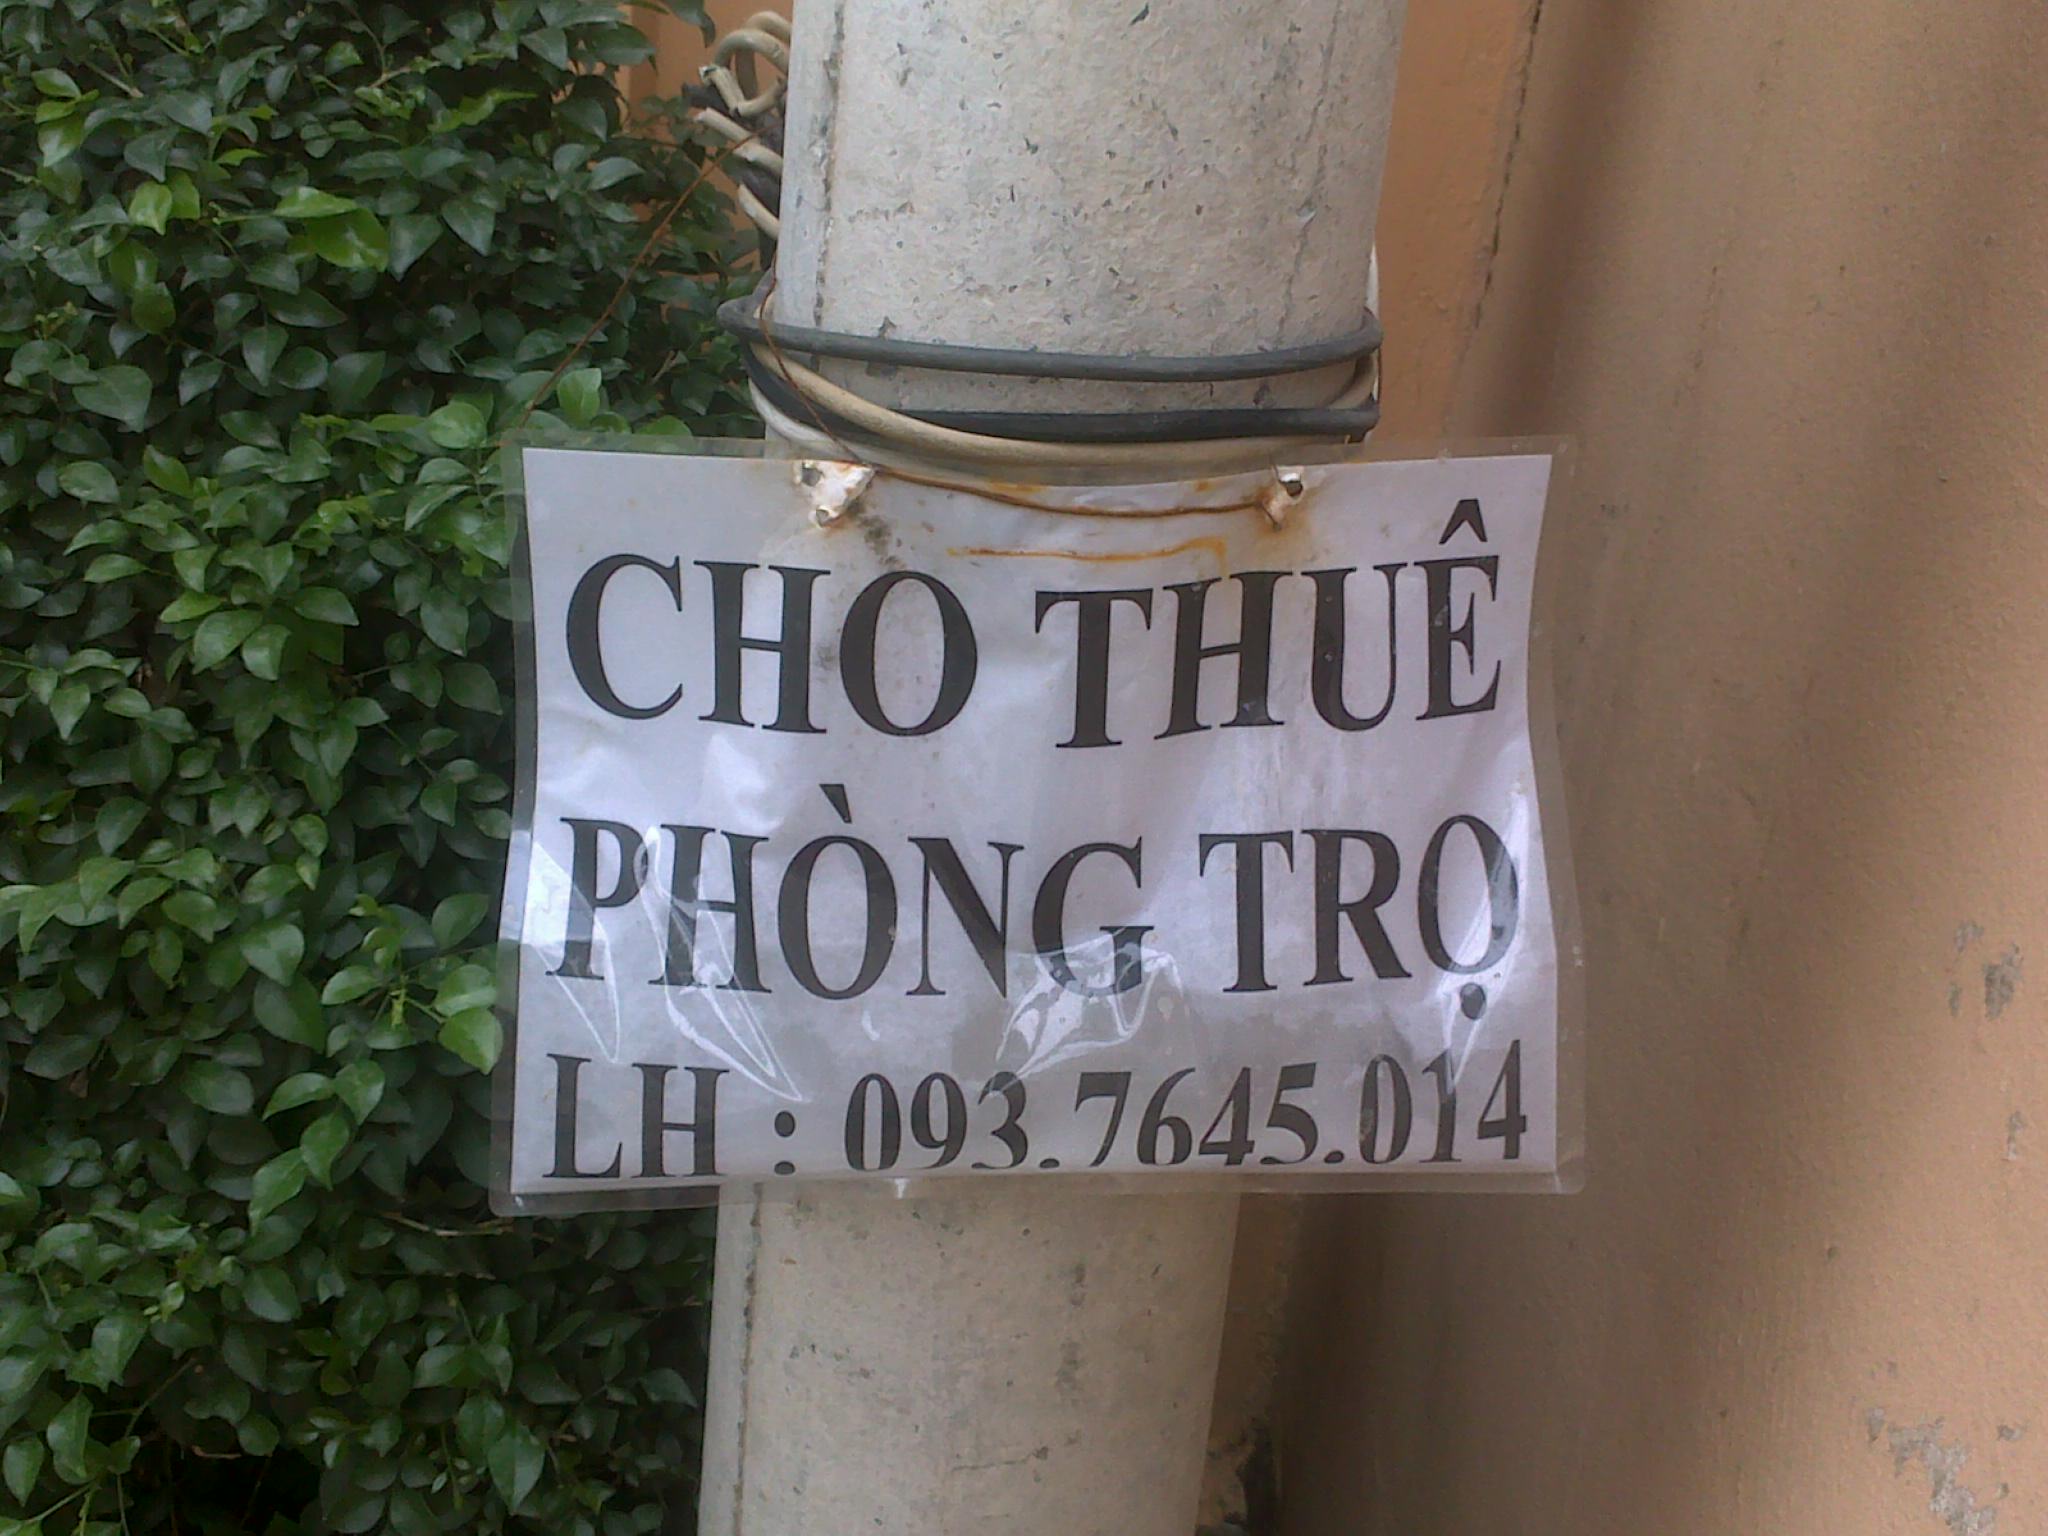 CHO THUÊ
PHÒNG TRỌ
LH : 093.7645.014